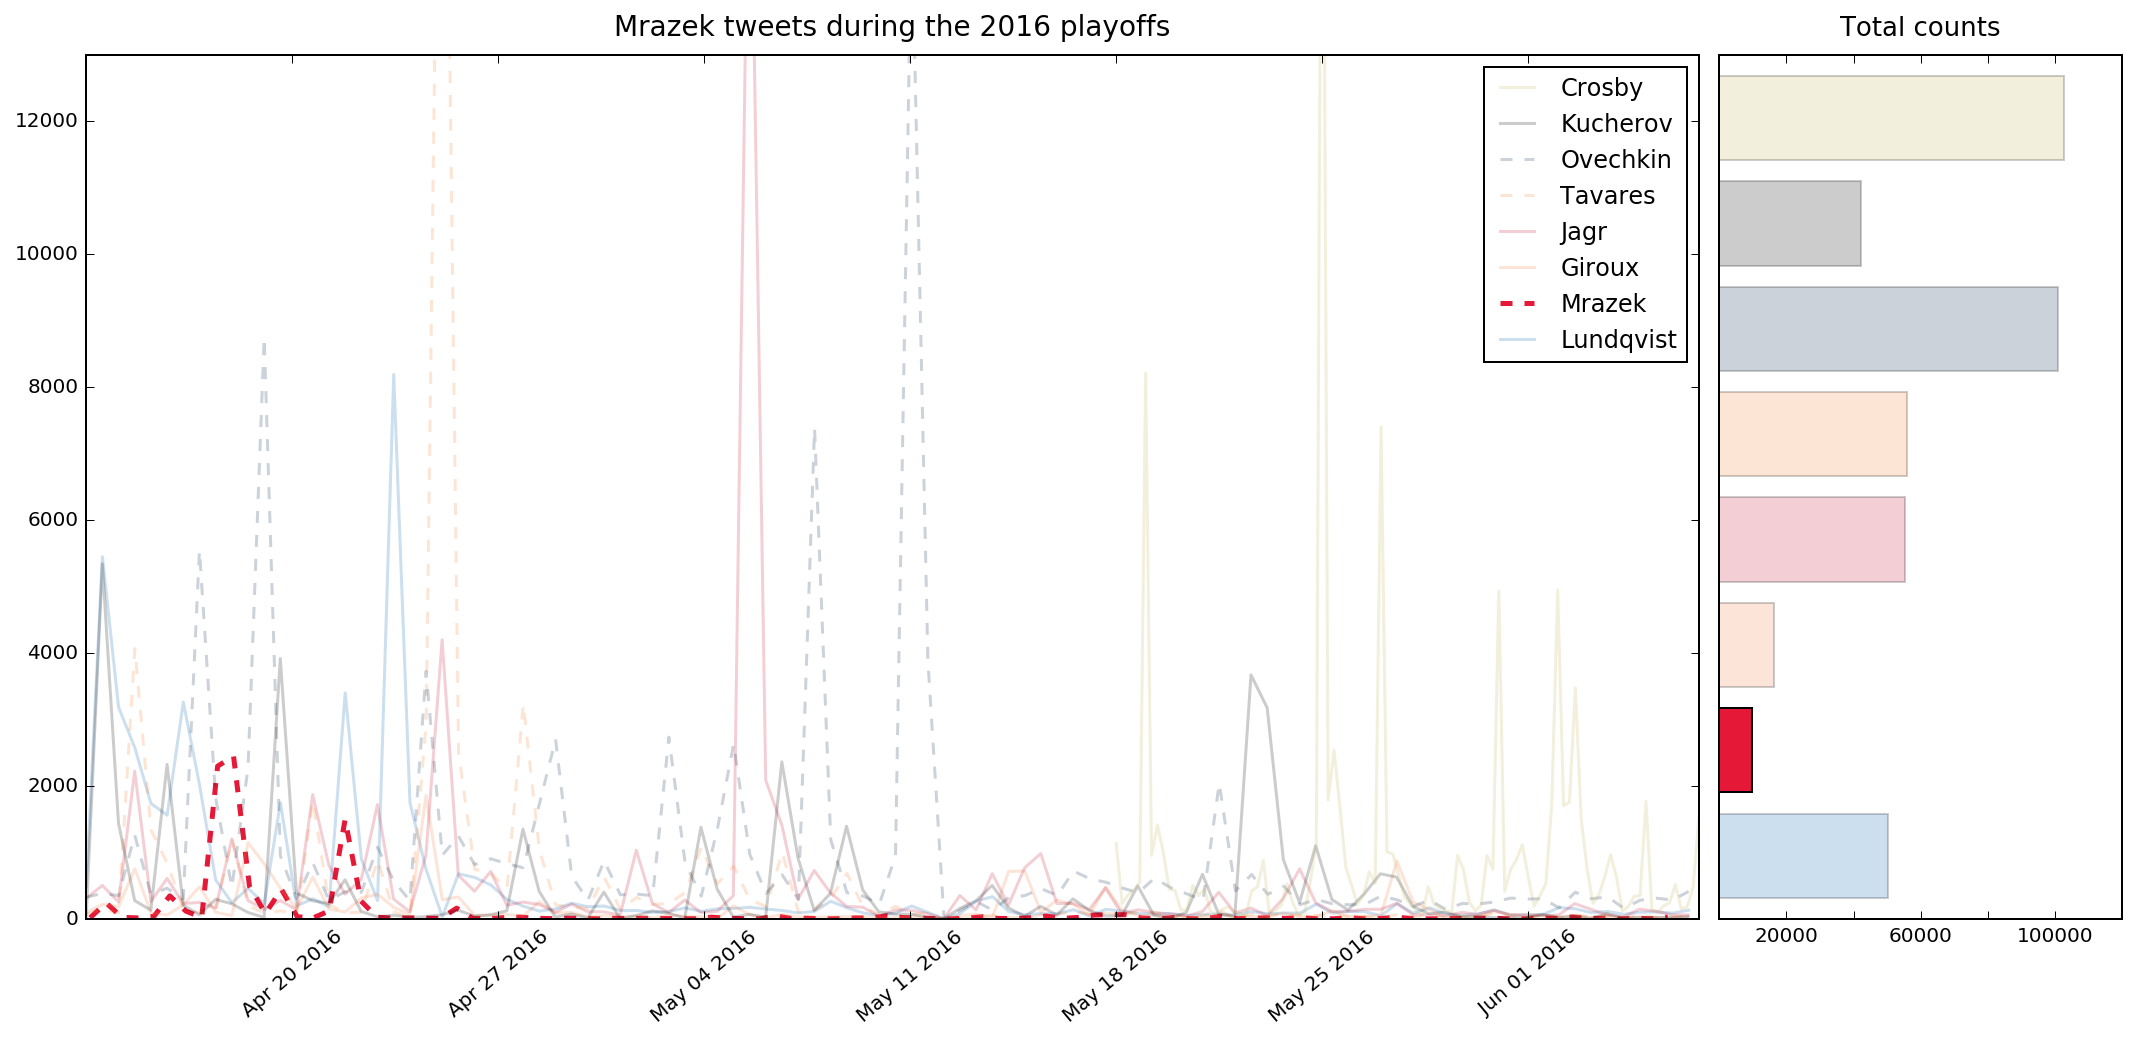 Mrazek tweets during the 2016 playoffs
Total counts
12000
10000
8000
6000
4000
2000
0
Crosby
Kucherov
Ovechkin
Tavares
Jagr
Giroux
Mrazek
Lundqvist
Apr 20 2016
Apr 27 2016
May 04 2016
May 11 2016
May 18 2016
May 25 2016
Jun 01 2016
20000
60000
100000